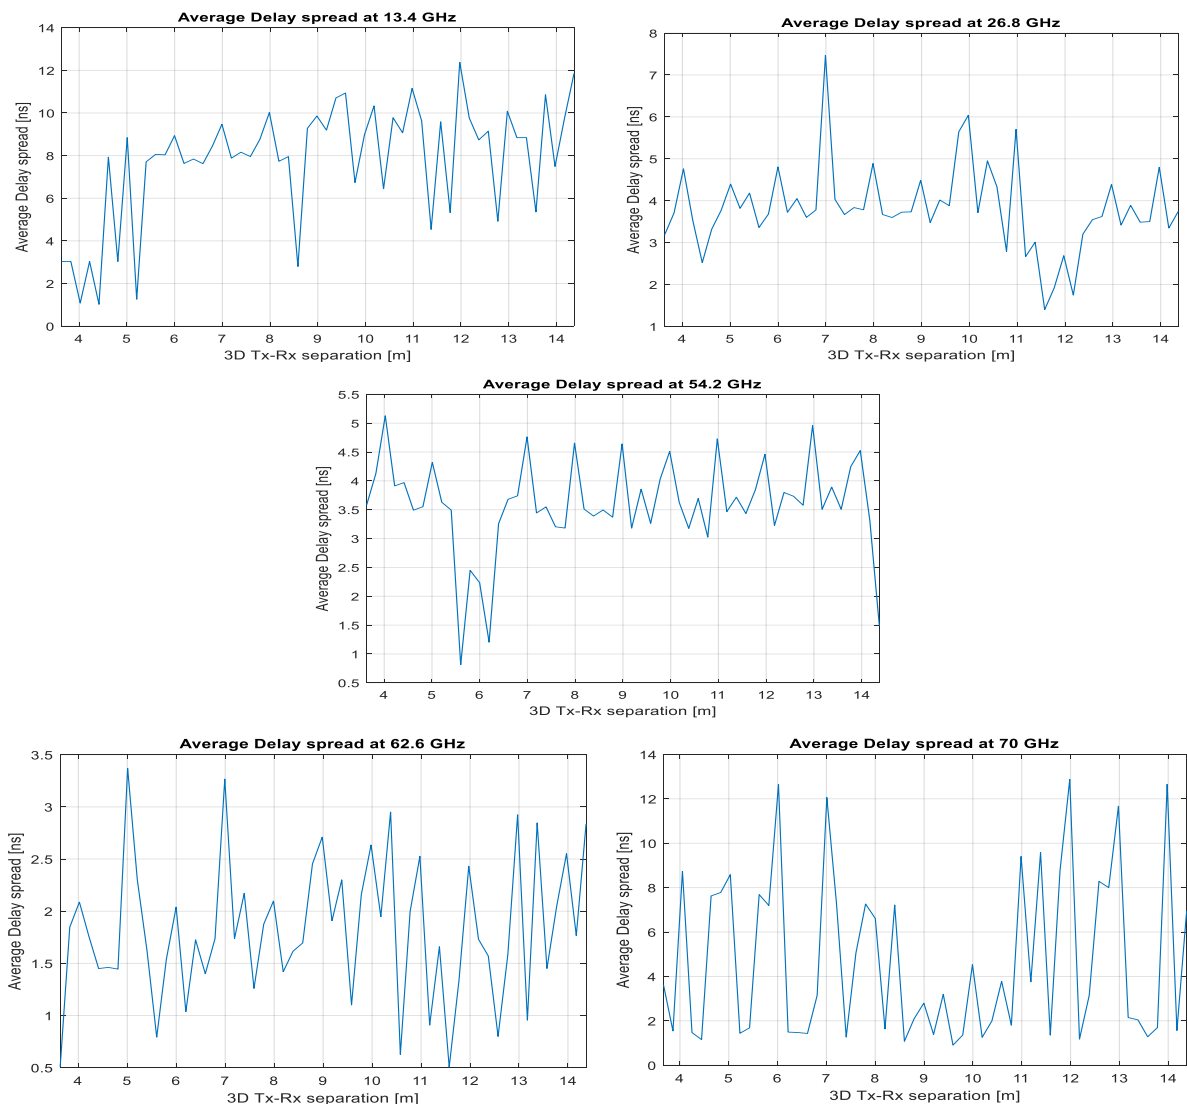 Average Delay spread at 13.4 GHz
Average Delay spread [ns]
14
12
10
8
6
4
2
0
4 5 6 7 8 9 10 11 12 13 14
3D Tx-Rx separation [m]
Average Delay spread at 26.8 GHz
Average Delay spread [ns]
8
7
6
5
4
3
2
1
4 5 6 7 8 9 10 11 12 13 14
3D Tx-Rx separation [m]
Average Delay spread at 54.2 GHz
Average Delay spread [ns]
5.5
5
4.5
4
3.5
3
2.5
2
1.5
1
0.5
4 5 6 7 8 9 10 11 12 13 14
3D Tx-Rx separation [m]
Average Delay spread at 62.6 GHz
Average Delay spread [ns]
3.5
3
2.5
2
1.5
1
0.5
4 5 6 7 8 9 10 11 12 13 14
3D Tx-Rx separation [m]
Average Delay spread at 70 GHz
Average Delay spread [ns]
14
12
10
8
6
4
2
0
4 5 6 7 8 9 10 11 12 13 14
3D Tx-Rx separation [m]